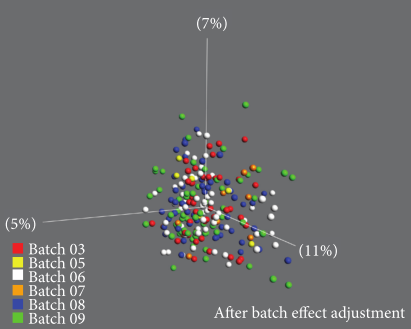 (7%)
(5%)
(11%)
Batch 03
Batch 05
Batch 06
Batch 07
Batch 08
Batch 09
After batch effect adjustment